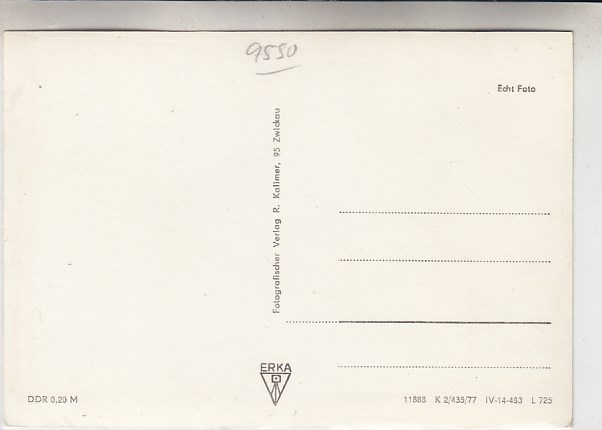 9550
Echt Foto
Fotografischer Verlag R. Kallmer, 95 Zwickau
ERKA
DDR 0,20 M
11888 K 2/435/77 IV-14-483 L 725